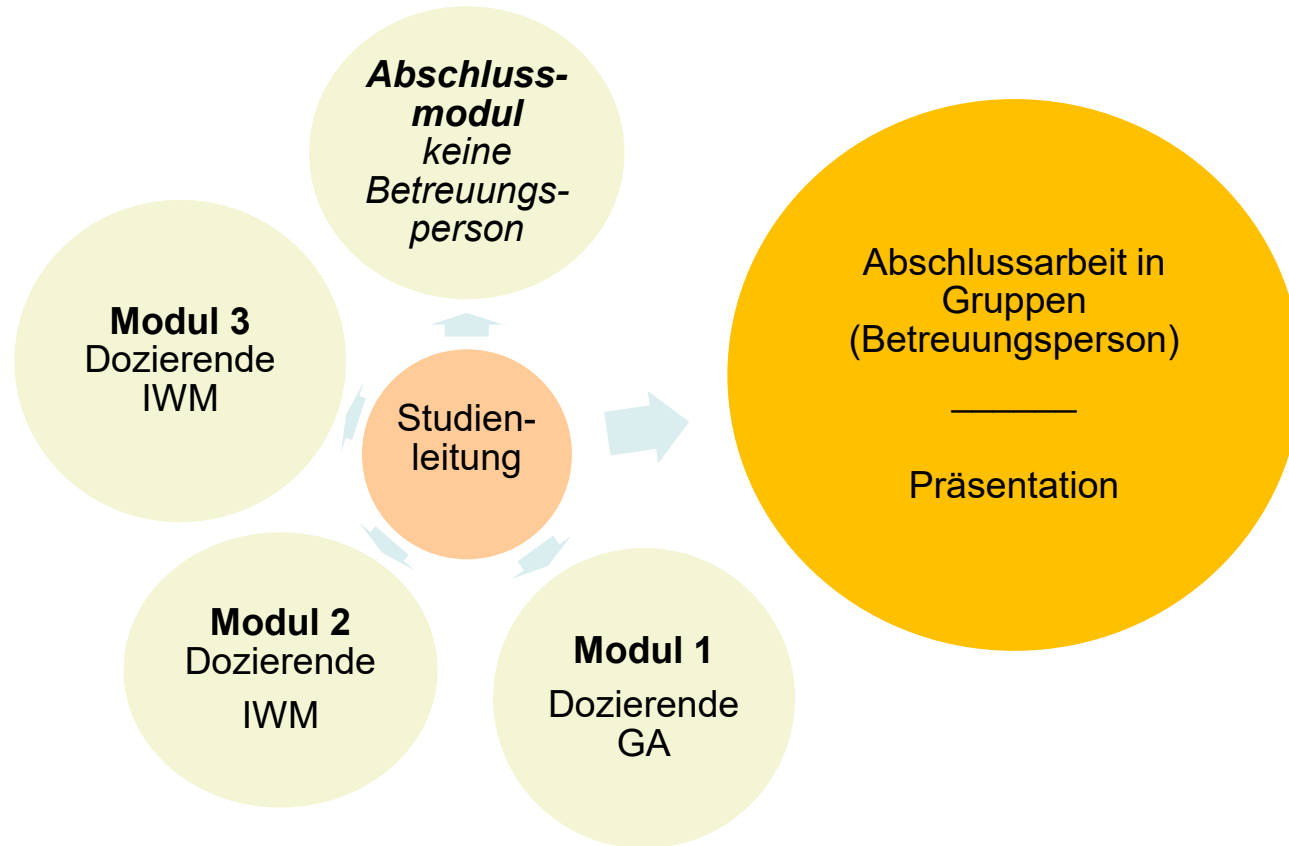 Abschluss-
modul
keine
Betreuungs-
person
Modul 3
Dozierende
IWM
Studien-
leitung
Modul 2
Dozierende
IWM
Modul 1
Dozierende
GA
Abschlussarbeit in
Gruppen
(Betreuungsperson)
______
Präsentation